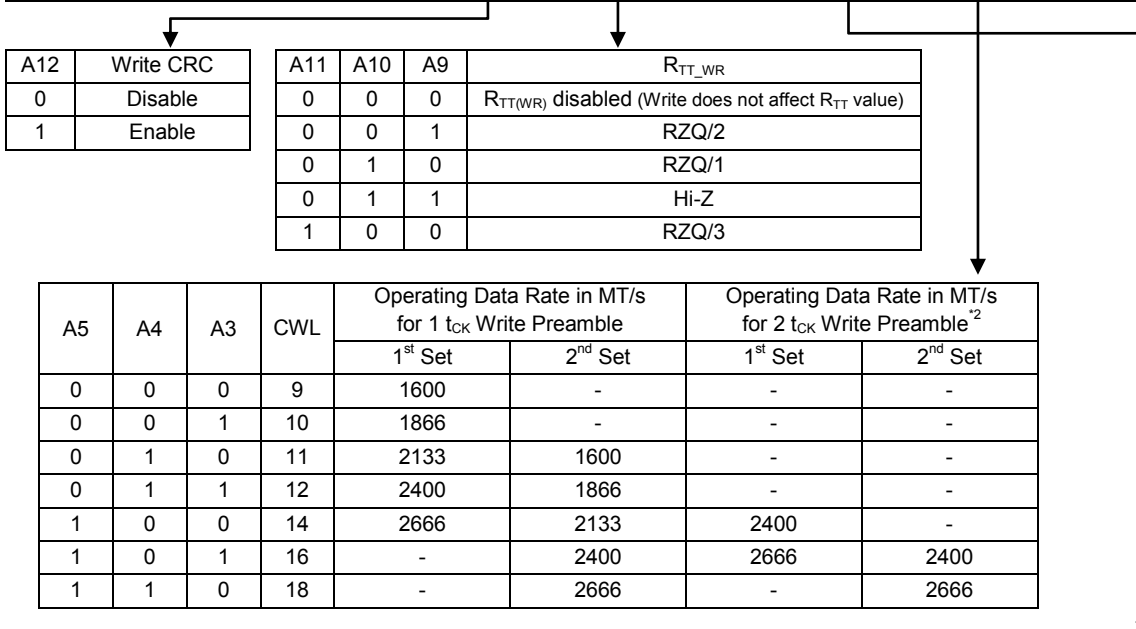 A12 Write CRC
0 Disable
1 Enable
A11 A10 A9 RTT_WR
0 0 0 RTT(WR) disabled (Write does not affect RTT value)
0 0 1 RZQ/2
0 1 0 RZQ/1
0 1 1 Hi-Z
1 0 0 RZQ/3
A5 A4 A3 CWL Operating Data Rate in MT/s for 1 tCK Write Preamble Operating Data Rate in MT/s for 2 tCK Write Preamble*2
1st Set 2nd Set 1st Set 2nd Set
0 0 0 9 1600 - - -
0 0 1 10 1866 - - -
0 1 0 11 2133 1600 - -
0 1 1 12 2400 1866 - -
1 0 0 14 2666 2133 2400 -
1 0 1 16 - 2400 2666 2400
1 1 0 18 - 2666 - 2666